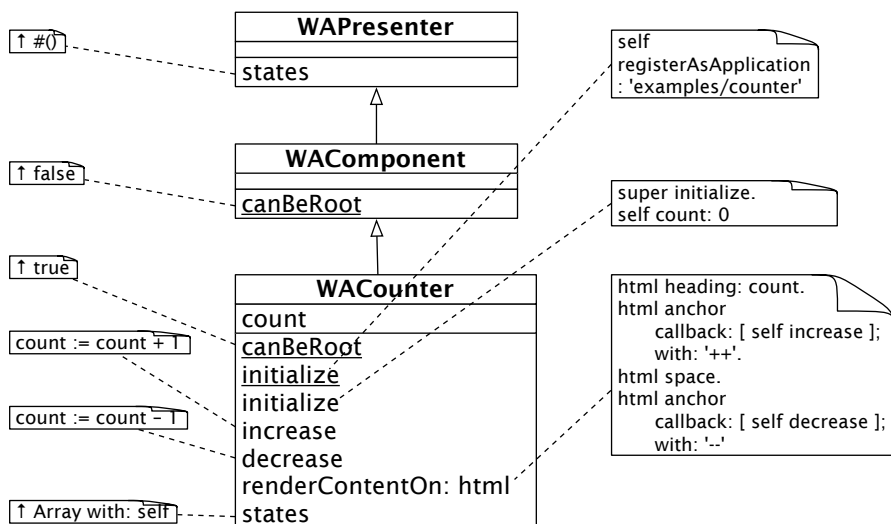 WAPresenter
states
↑ #()
self
registerAsApplication
: 'examples/counter'
WAComponent
canBeRoot
↑ false
super initialize.
self count: 0
WACounter
count
canBeRoot
initialize
initialize
increase
decrease
renderContentOn: html
states
↑ true
count := count + 1
count := count - 1
↑ Array with: self
html heading: count.
html anchor
callback: [ self increase ];
with: '++'.
html space.
html anchor
callback: [ self decrease ];
with: '--'